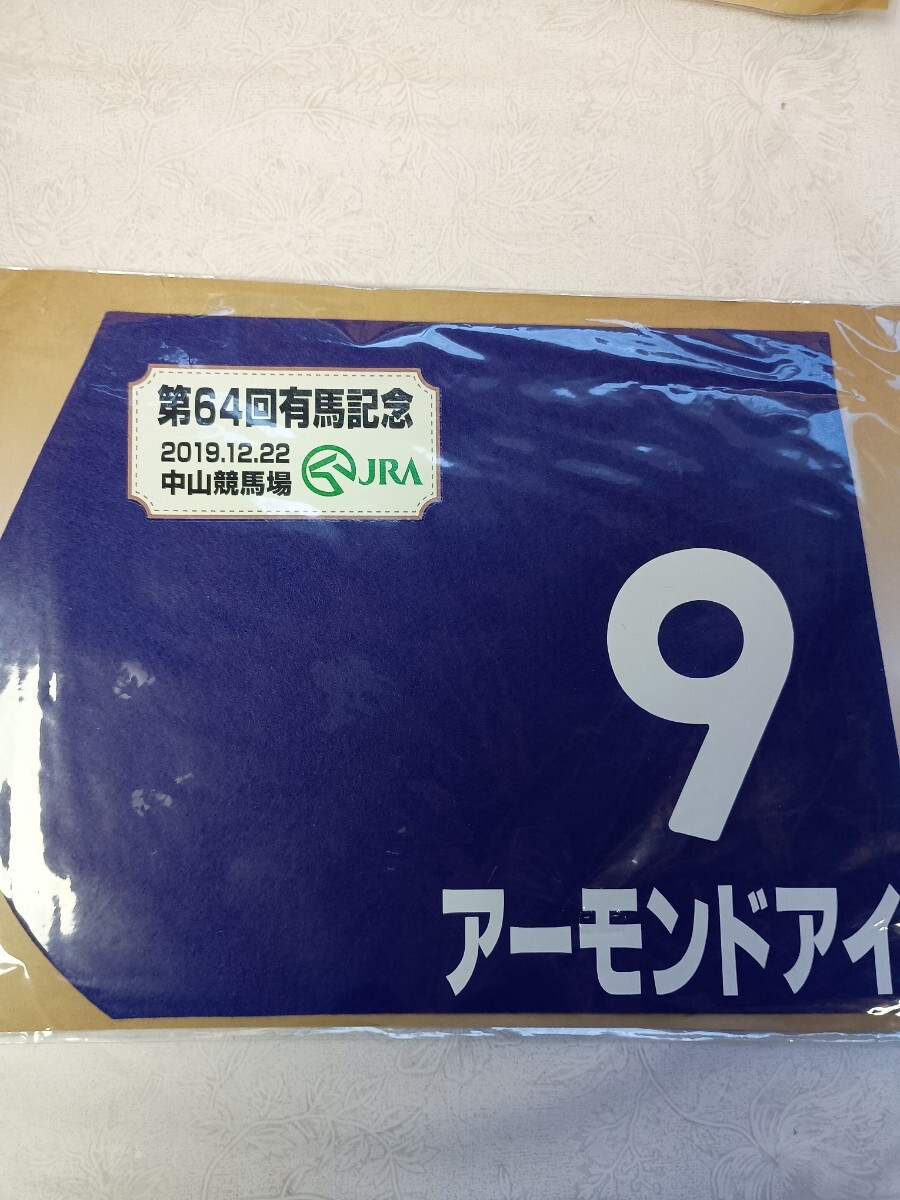 第64回有馬記念
2019.12.22
中山競馬場 JRA
9
アーモンドアイ